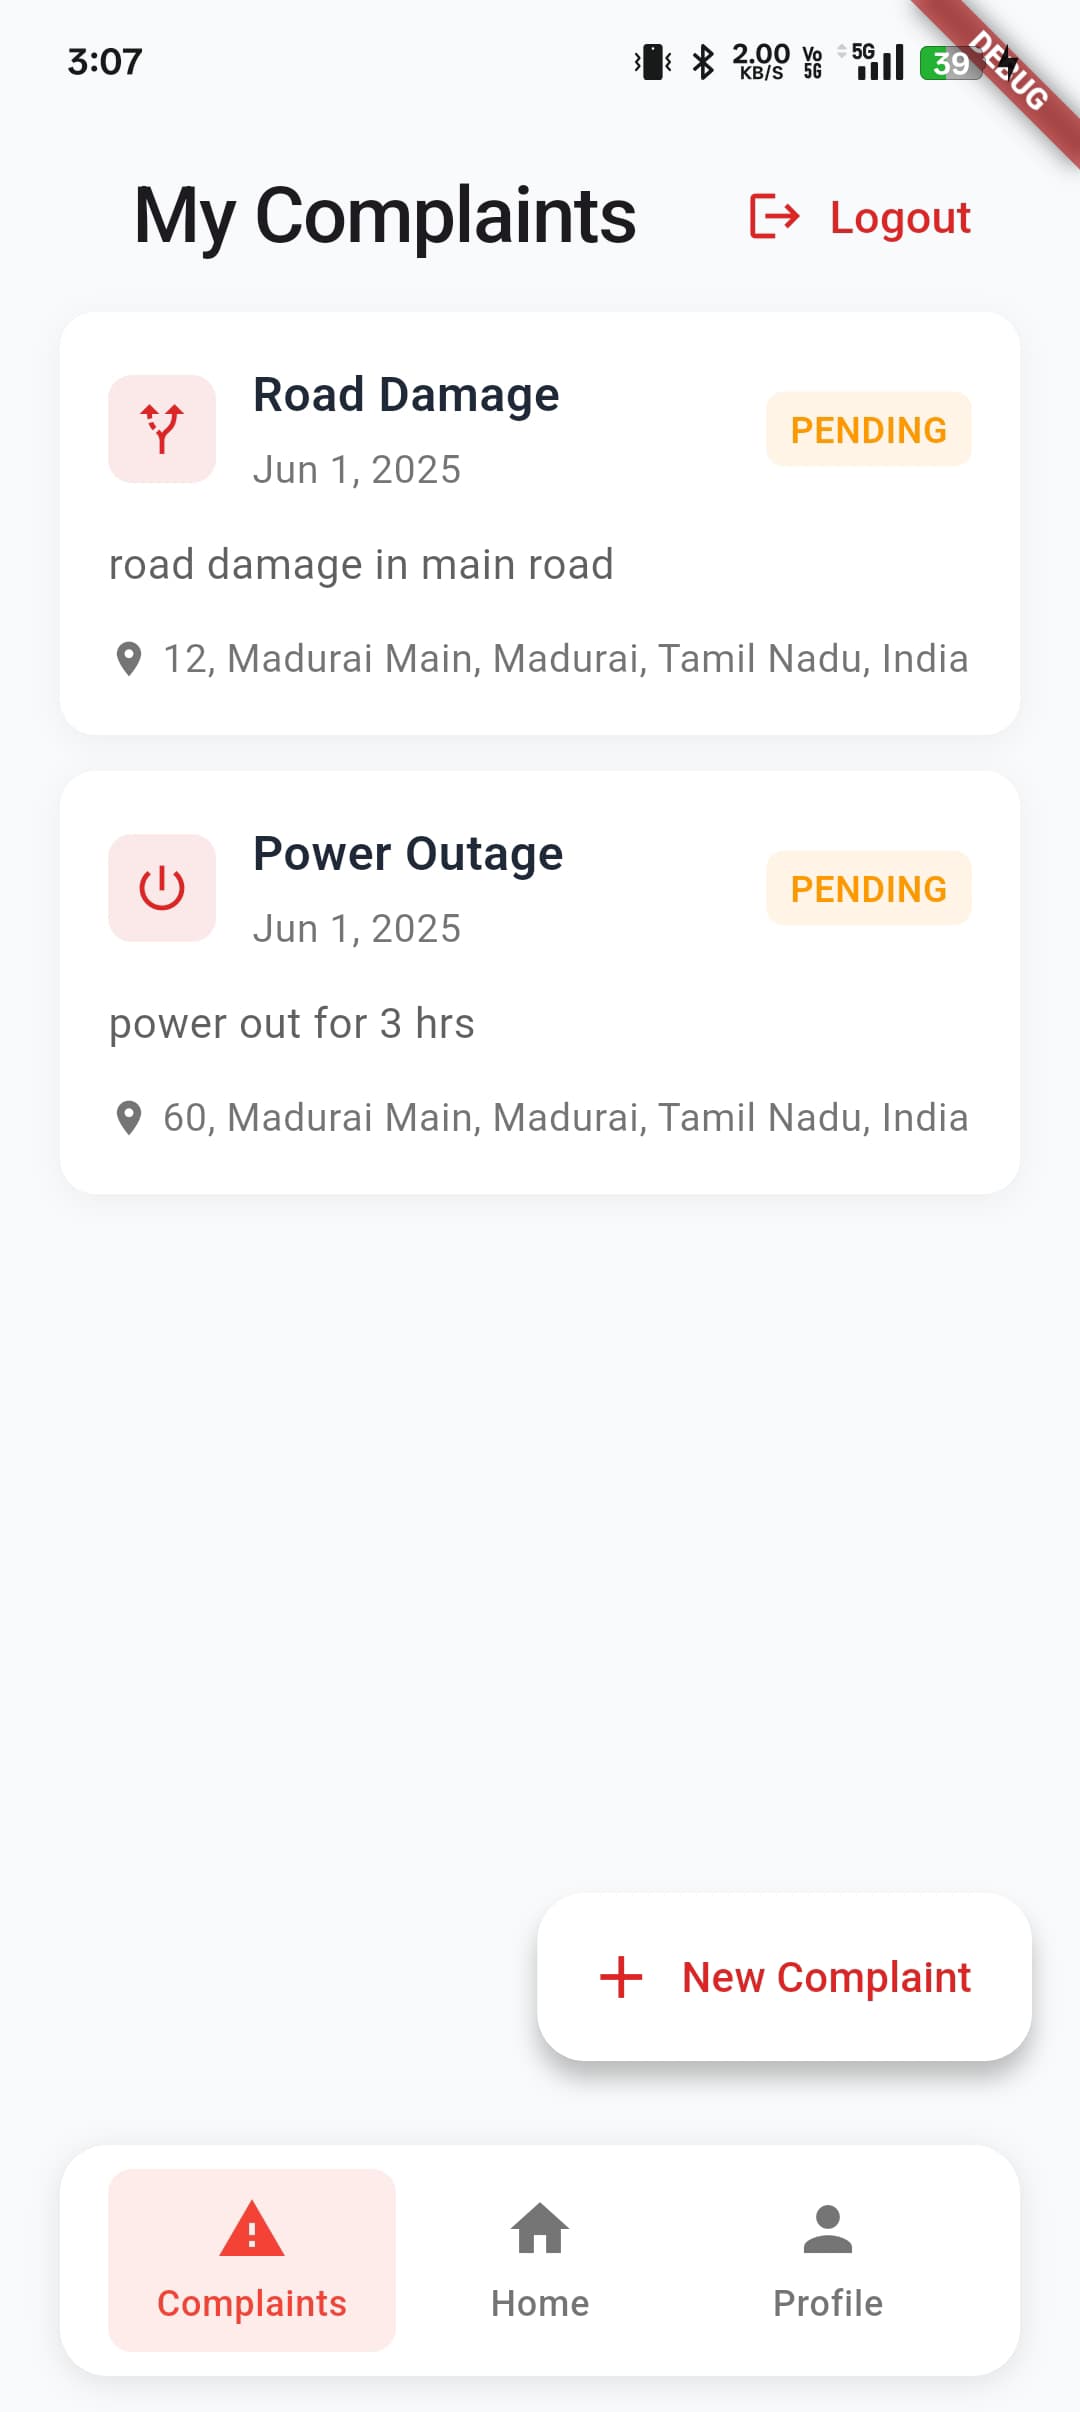 3:07
2.00
KB/S
Vo
5G
5G
39
DEBUG
My Complaints
Logout
Road Damage
PENDING
Jun 1, 2025
road damage in main road
12, Madurai Main, Madurai, Tamil Nadu, India
Power Outage
PENDING
Jun 1, 2025
power out for 3 hrs
60, Madurai Main, Madurai, Tamil Nadu, India
New Complaint
Complaints
Home
Profile